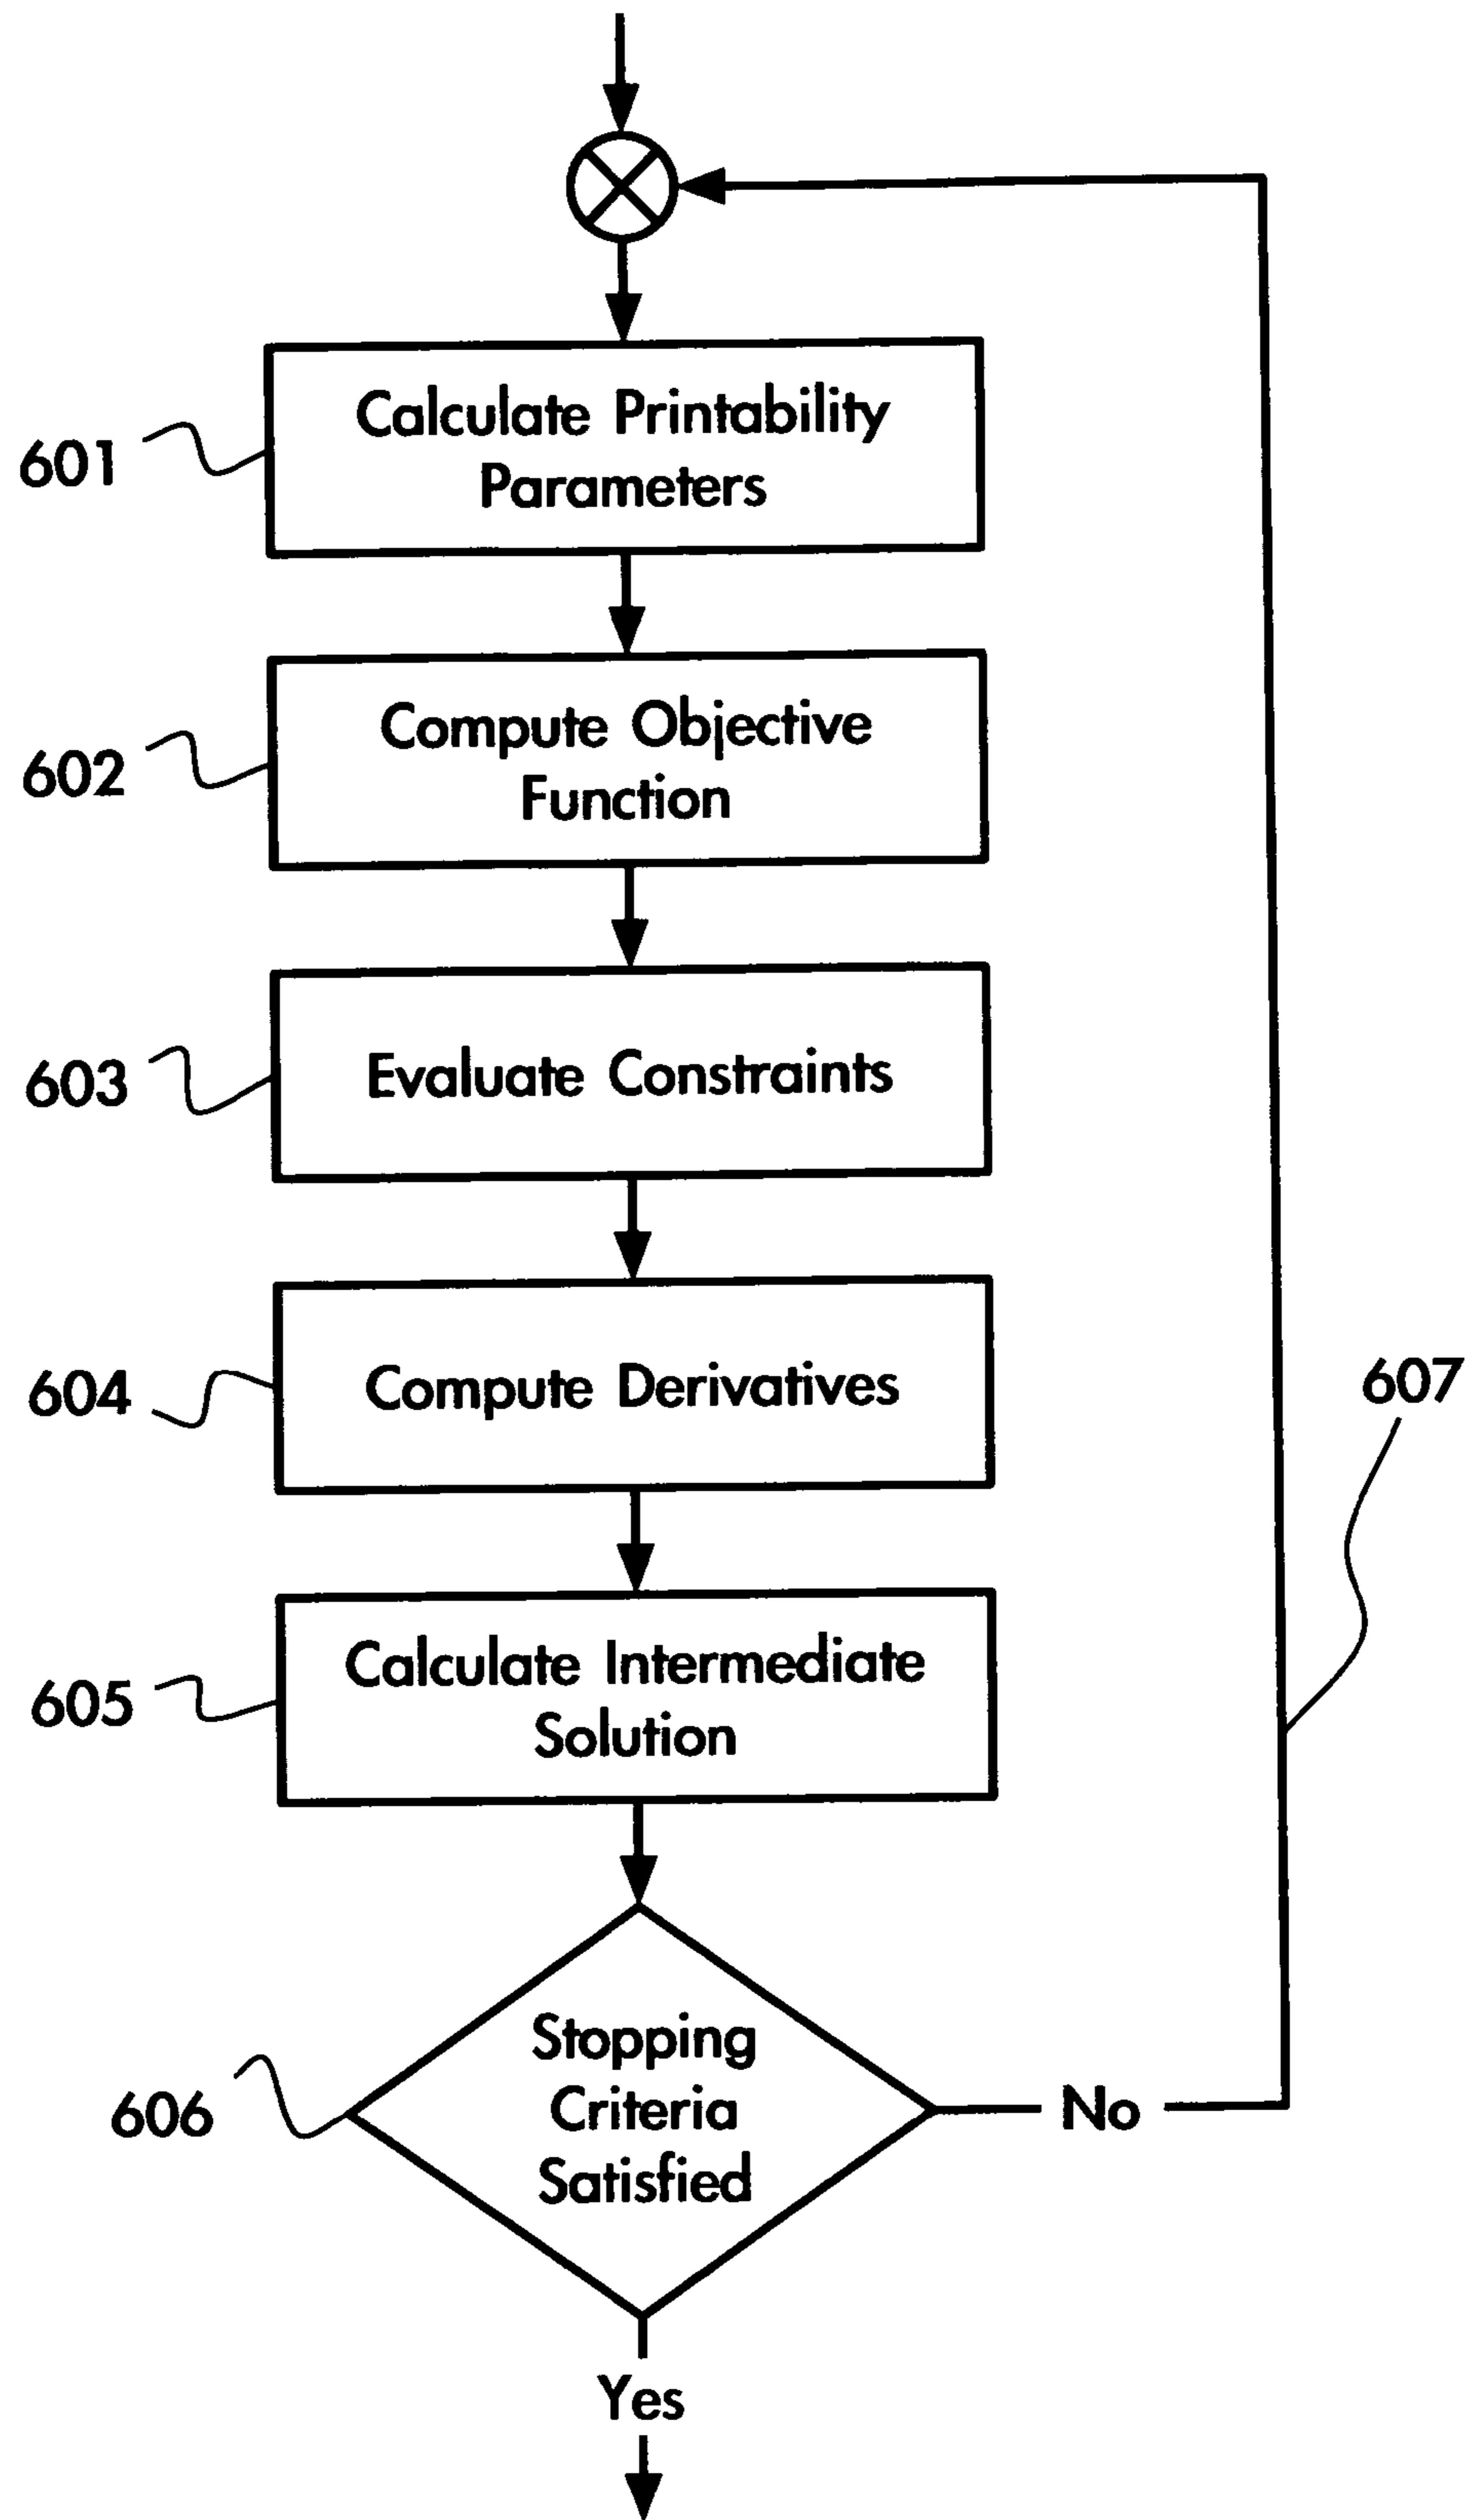 601
Calculate Printability
Parameters
602
Compute Objective
Function
603
Evaluate Constraints
604
Compute Derivatives
607
605
Calculate Intermediate
Solution
606
Stopping
Criteria
Satisfied
No
Yes